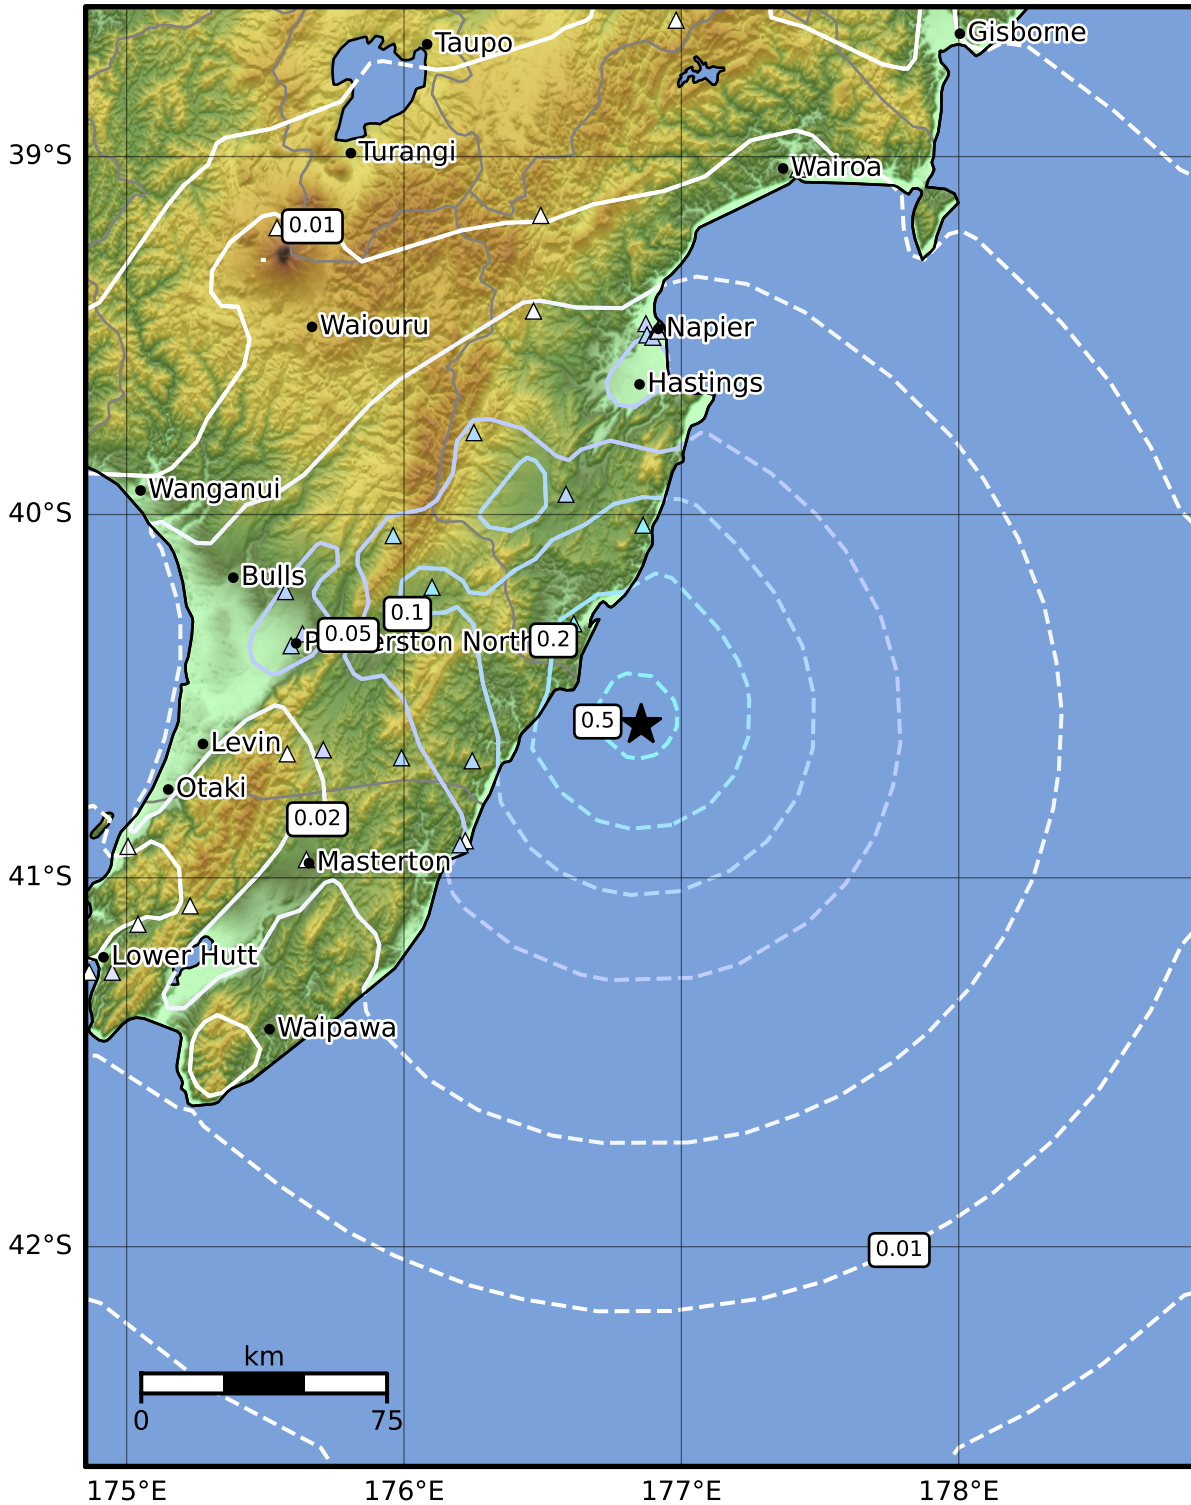 Gisborne
Taupo
39°S
Turangi
Wairoa
0.01
Waiouru
Napier
Hastings
Wanganui
40°S
Bulls
0.1
0.05
erston North
0.2
0.5
Levin
Otaki
0.02
Masterton
41°S
Lower Hutt
Waipawa
42°S
0.01
km
0
75
175°E
176°E
177°E
178°E